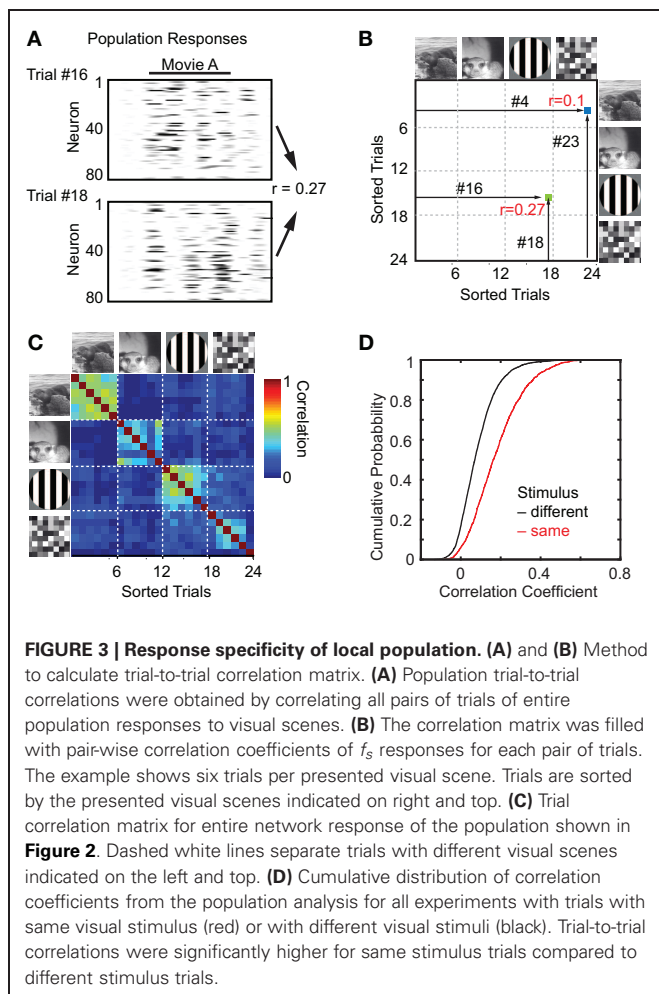 A
Population Responses
Trial #16
Movie A
1
Neuron
40
80
r = 0.27
Trial #18
1
Neuron
40
80
B
#4
r=0.1
6
#23
Sorted Trials
12
#16
18
r=0.27
#18
24
6 12 18 24
Sorted Trials
C
1
Correlation
0
6 12 18 24
Sorted Trials
D
Cumulative Probabbility
1
0.8
0.6
0.4
0.2
0
Stimulus
– different
– same
0 0.4 0.8
Correlation Coefficient
FIGURE 3 | Response specificity of local population. (A) and (B) Method
to calculate trial-to-trial correlation matrix. (A) Population trial-to-trial
correlations were obtained by correlating all pairs of trials of entire
population responses to visual scenes. (B) The correlation matrix was filled
with pair-wise correlation coefficients of fs responses for each pair of trials.
The example shows six trials per presented visual scene. Trials are sorted
by the presented visual scenes indicated on right and top. (C) Trial
correlation matrix for entire network response of the population shown in
Figure 2. Dashed white lines separate trials with different visual scenes
indicated on the left and top. (D) Cumulative distribution of correlation
coefficients from the population analysis for all experiments with trials with
same visual stimulus (red) or with different visual stimuli (black). Trial-to-trial
correlations were significantly higher for same stimulus trials compared to
different stimulus trials.